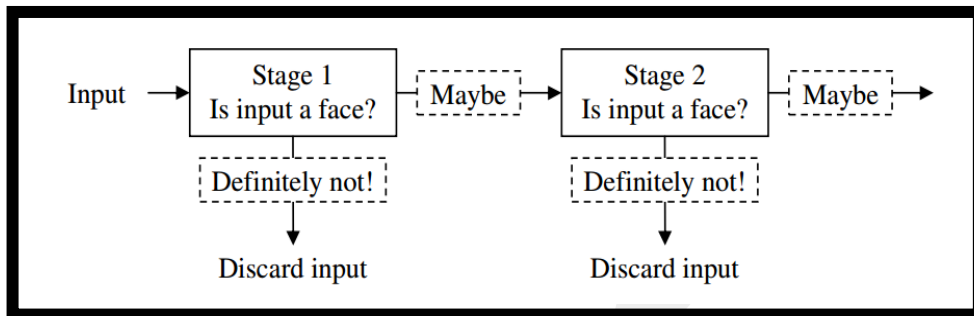 Input
Stage 1
Is input a face?
Maybe
Stage 2
Is input a face?
Maybe
Definitely not!
Definitely not!
Discard input
Discard input